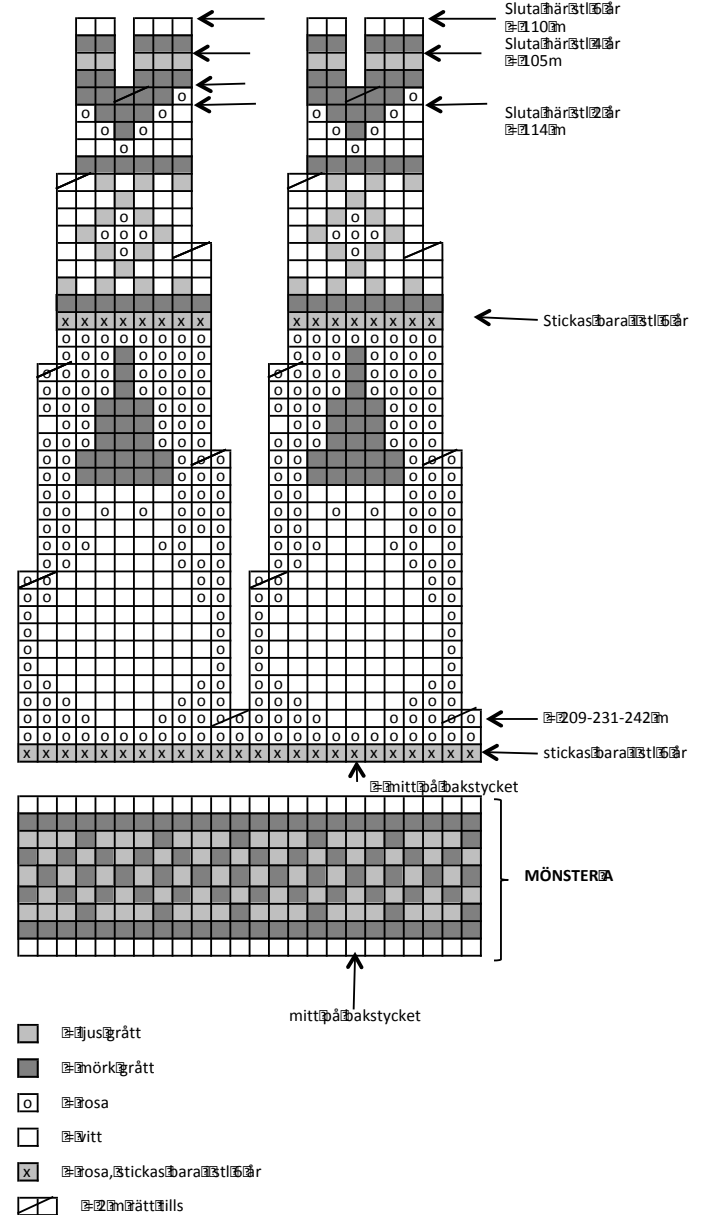 Sluta här stl 6 år
= 110 m
Sluta här stl 4 år
= 105m
Sluta här stl 2 år
= 114 m
Stickas bara i stl 6 år
= 209-231-242 m
stickas bara i stl 6 år
= mitt på bakstycket
MÖNSTER A
mitt på bakstycket
= ljus grått
= mörk grått
o = rosa
= vitt
x = rosa, stickas bara i stl 6 år
= 2 m rätt tills